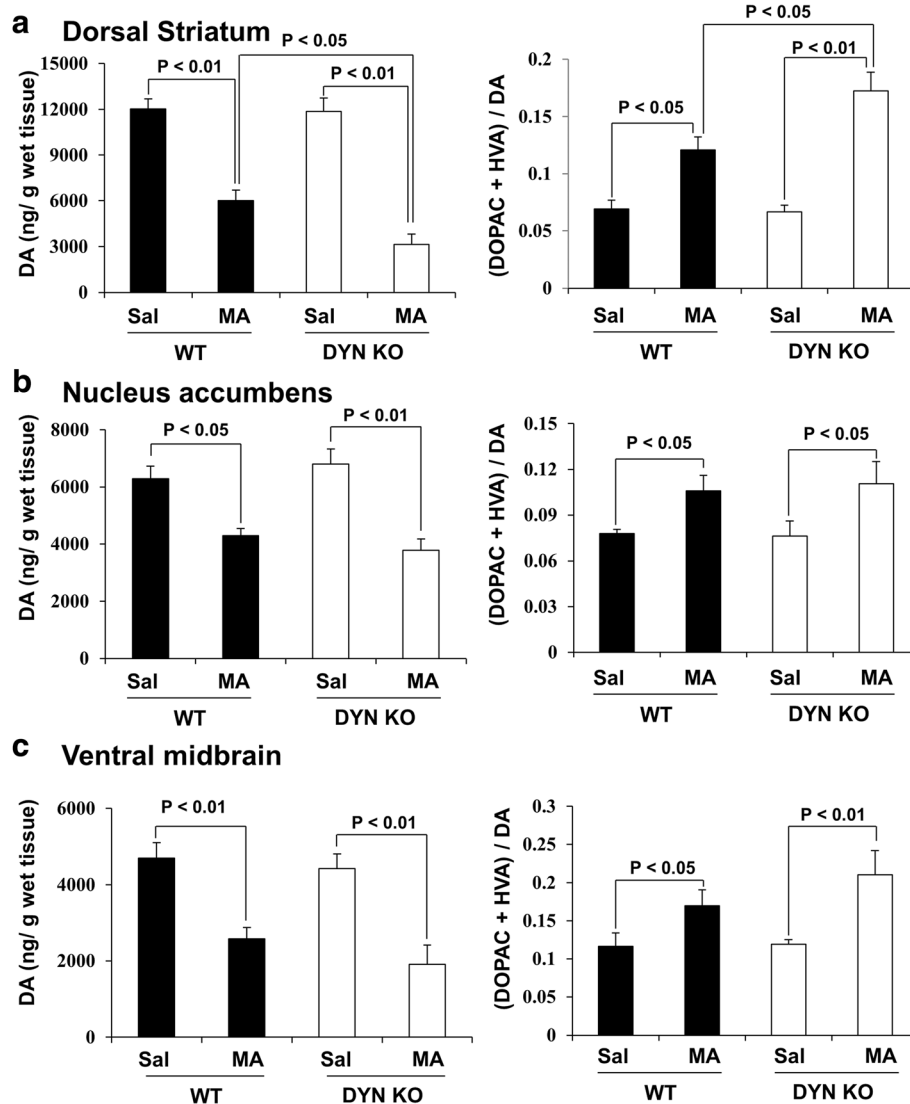 a Dorsal Striatum
DA (ng/ g wet tissue)
15000
12000
9000
6000
3000
0
P < 0.01
P < 0.05
P < 0.01
Sal MA Sal MA
WT DYN KO
(DOPAC + HVA) / DA
0.2
0.15
0.1
0.05
0
P < 0.05
P < 0.05
P < 0.01
Sal MA Sal MA
WT DYN KO
b Nucleus accumbens
DA (ng/ g wet tissue)
8000
6000
4000
2000
0
P < 0.05
P < 0.01
Sal MA Sal MA
WT DYN KO
(DOPAC + HVA) / DA
0.15
0.12
0.09
0.06
0.03
0
P < 0.05
P < 0.05
Sal MA Sal MA
WT DYN KO
c Ventral midbrain
DA (ng/ g wet tissue)
6000
4000
2000
0
P < 0.01
P < 0.01
Sal MA Sal MA
WT DYN KO
(DOPAC + HVA) / DA
0.3
0.25
0.2
0.15
0.1
0.05
0
P < 0.05
P < 0.01
Sal MA Sal MA
WT DYN KO